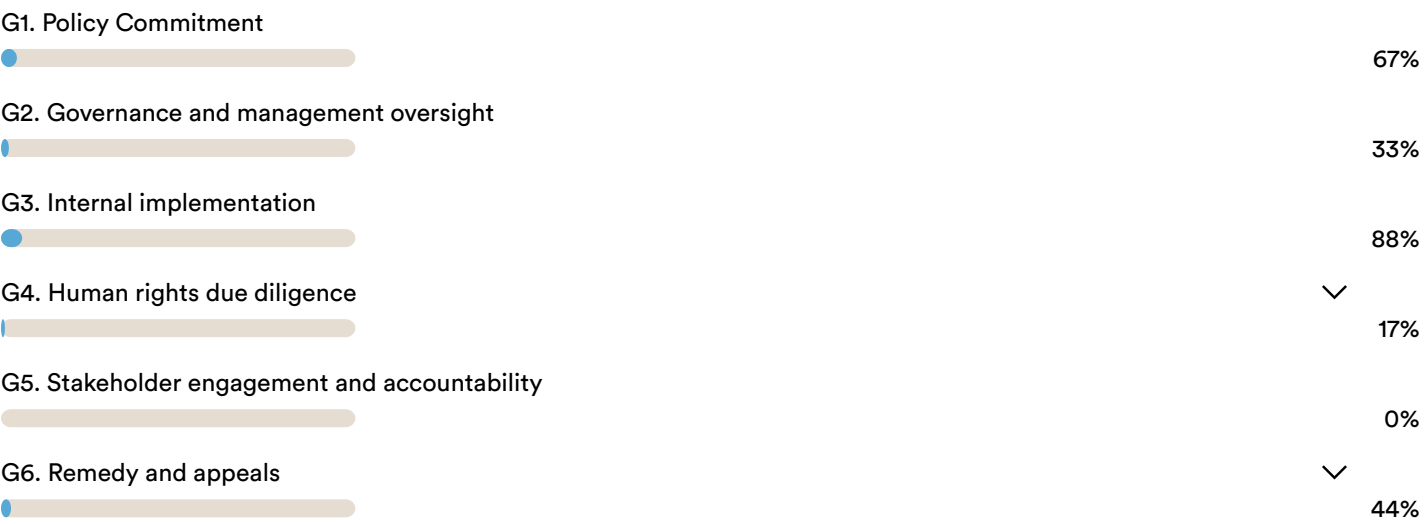 G1. Policy Commitment
67%
G2. Governance and management oversight
33%
G3. Internal implementation
88%
G4. Human rights due diligence
17%
G5. Stakeholder engagement and accountability
0%
G6. Remedy and appeals
44%